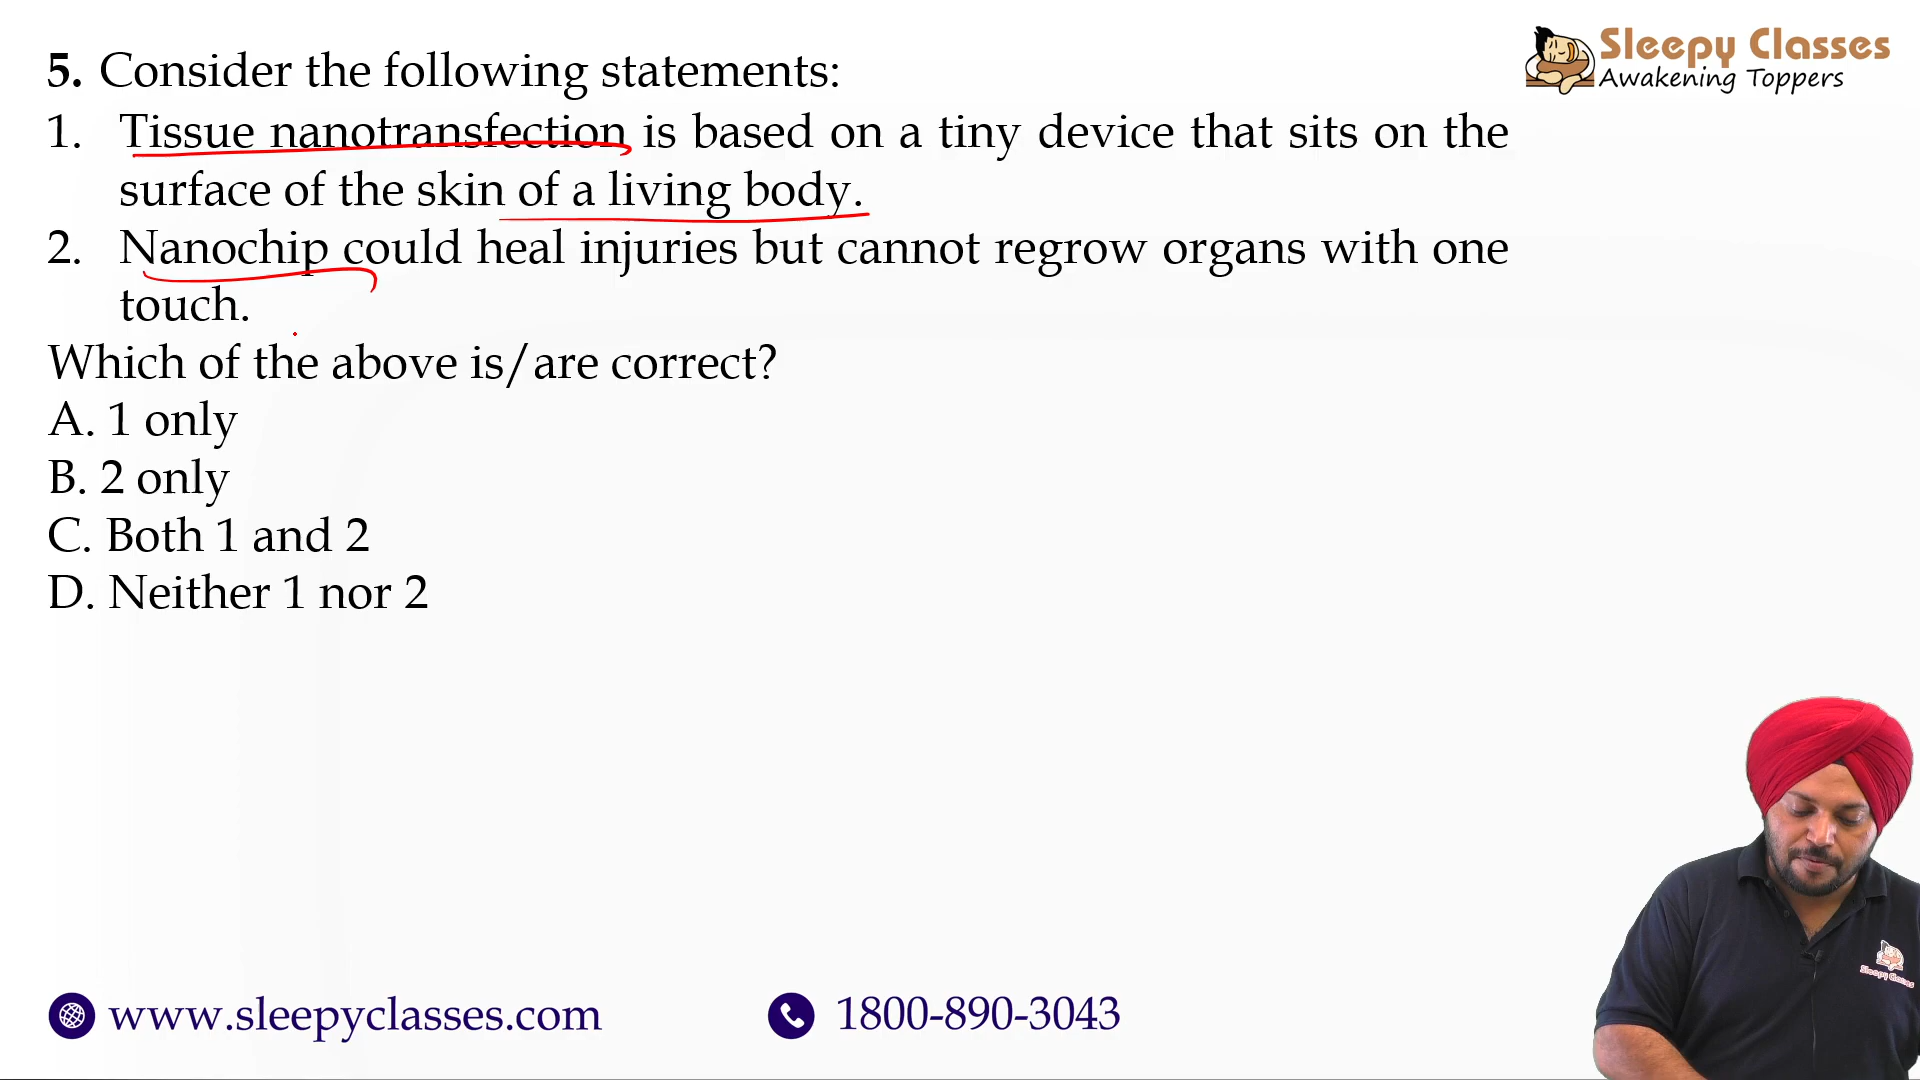 Sleepy Classes
Awakening Toppers
5. Consider the following statements:
1. Tissue nanotransfection is based on a tiny device that sits on the
surface of the skin of a living body.
2. Nanochip could heal injuries but cannot regrow organs with one
touch.
Which of the above is/are correct?
A. 1 only
B. 2 only
C. Both 1 and 2
D. Neither 1 nor 2
Sleepy Classes
www.sleepyclasses.com
1800-890-3043